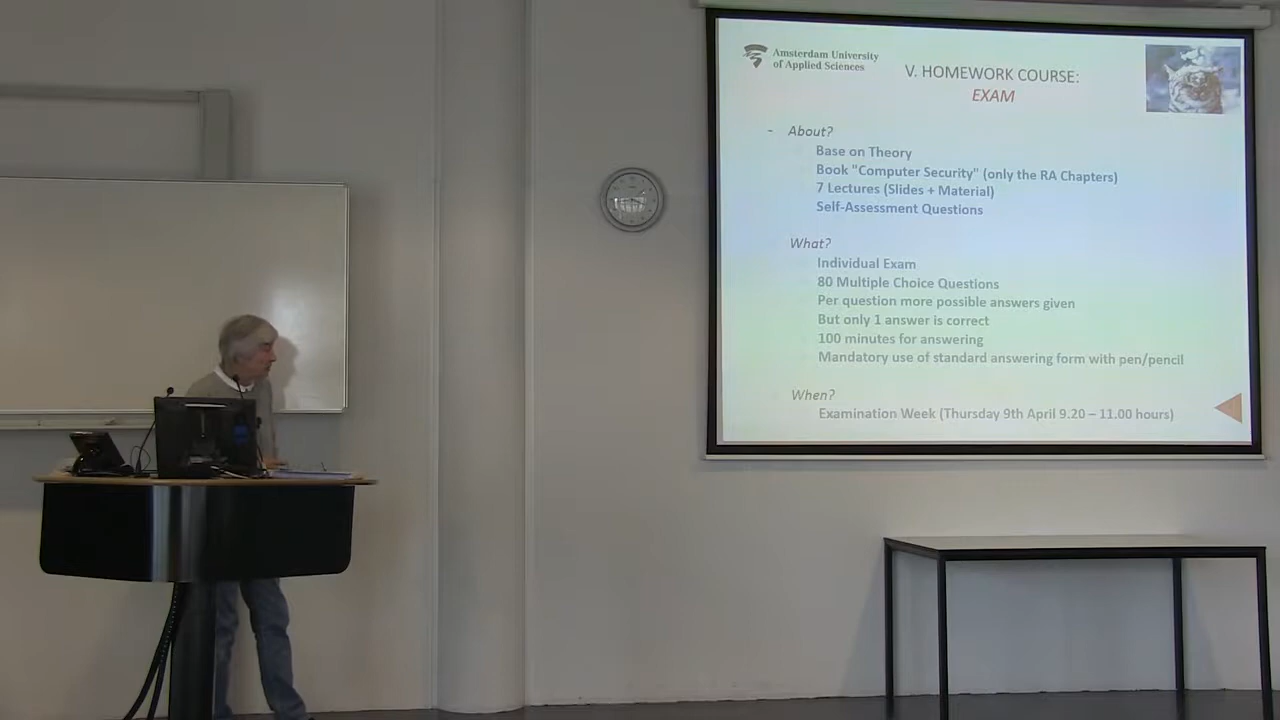 Amsterdam University
of Applied Sciences
V. HOMEWORK COURSE:
EXAM
- About?
Base on Theory
Book "Computer Security" (only the RA Chapters)
7 Lectures (Slides + Material)
Self-Assessment Questions
What?
Individual Exam
80 Multiple Choice Questions
Per question more possible answers given
But only 1 answer is correct
100 minutes for answering
Mandatory use of standard answering form with pen/pencil
When?
Examination Week (Thursday 9th April 9.20 – 11.00 hours)